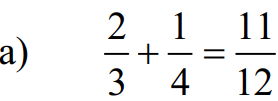 a) 2/3 + 1/4 = 11/12